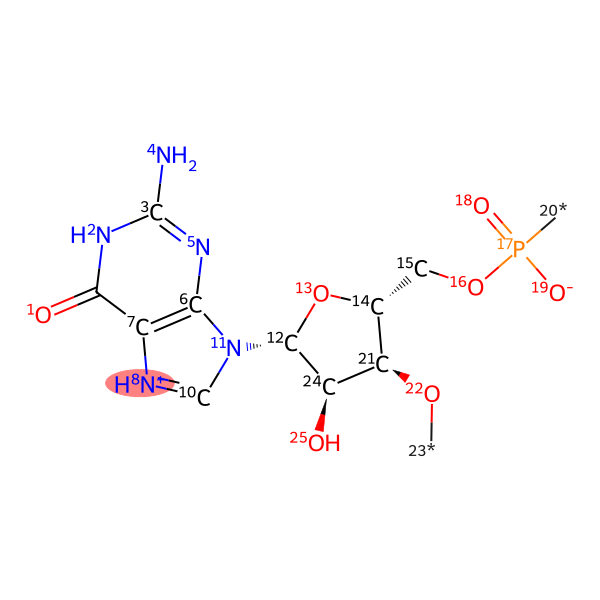 ⁴NH₂
³C
H²N
⁵N
¹⁸O
²⁰*
¹⁷P
¹⁵C
¹⁶O
¹⁹O⁻
¹³O
¹⁴C
⁶C
⁷C
¹O
¹¹N
¹²C
²¹C
²²O
²⁴C
H⁸N⁺
¹⁰C
²⁵OH
²³*